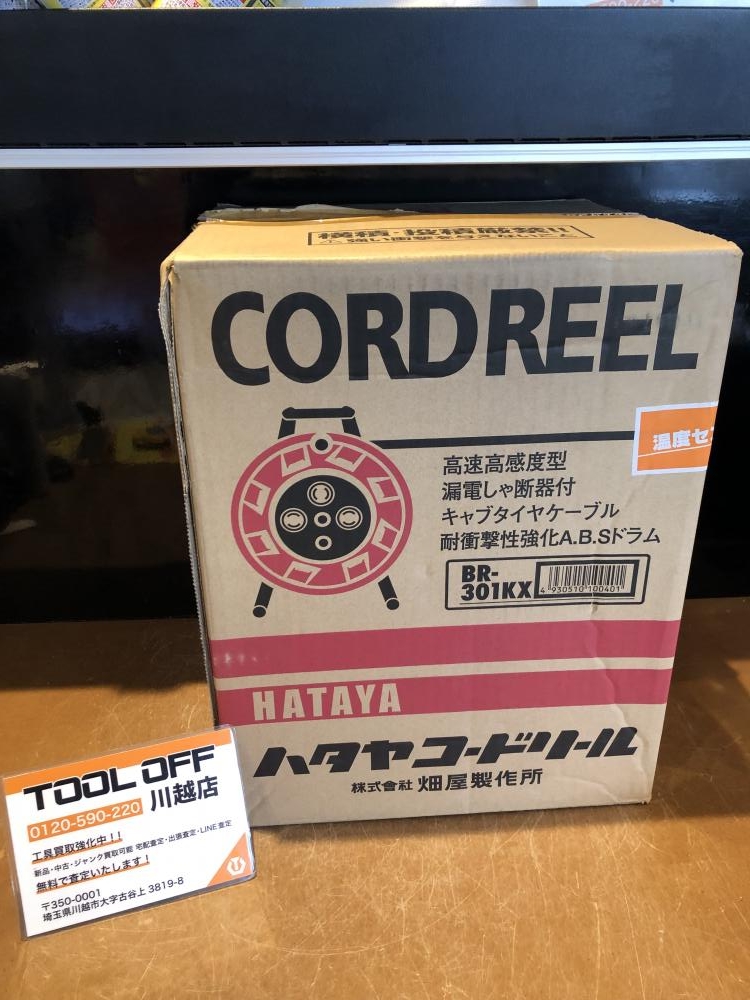 CORD REEL
温度セ
高速高感度型
漏電しゃ断器付
キャブタイヤケーブル
耐衝撃性強化A.B.Sドラム
BR-
301KX
4 930510 100401
HATAYA
ハタヤコードリール
株式会社 畑屋製作所
TOOL OFF
0120-590-220 川越店
工具買取強化中！！
新品・中古・ジャンク買取可能 宅配査定・出張査定・LINE査定
無料で査定いたします！
〒350-0001
埼玉県川越市大字古谷上 3819-8